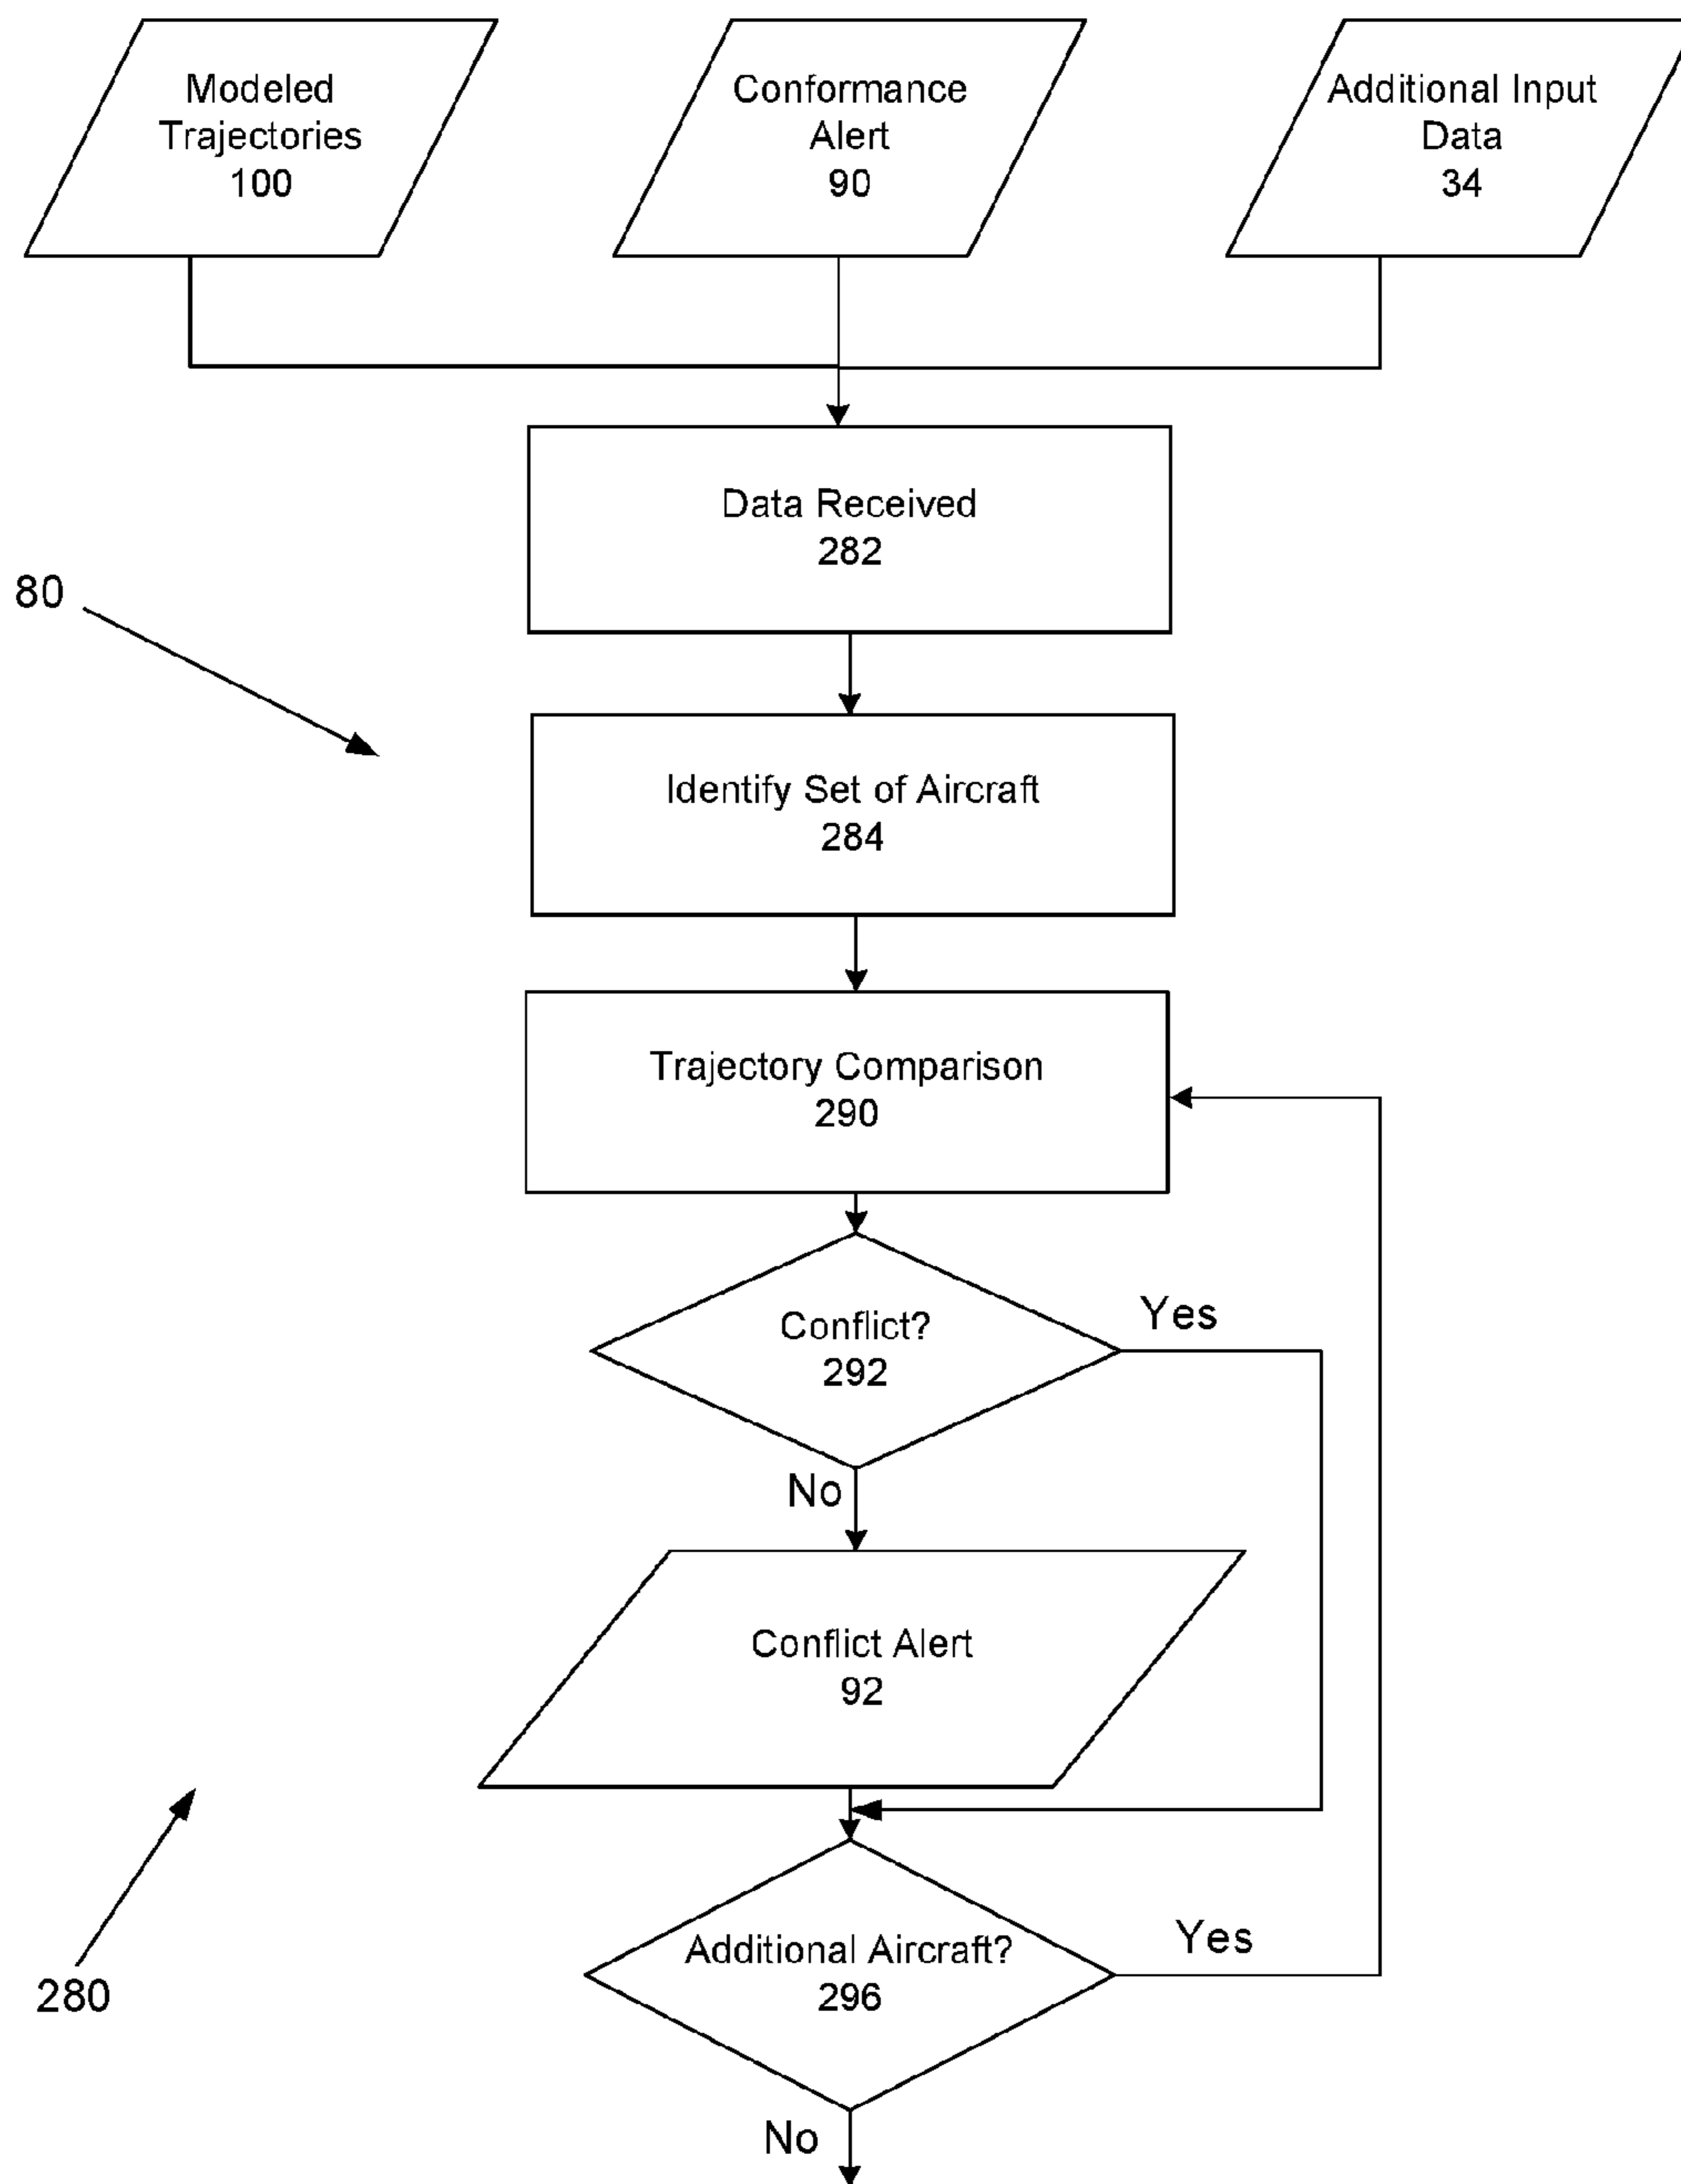 Modeled
Trajectories
100
Conformance
Alert
90
Additional Input
Data
34
Data Received
282
80
Identify Set of Aircraft
284
Trajectory Comparison
290
Conflict?
292
Yes
No
Conflict Alert
92
Additional Aircraft?
296
Yes
280
No